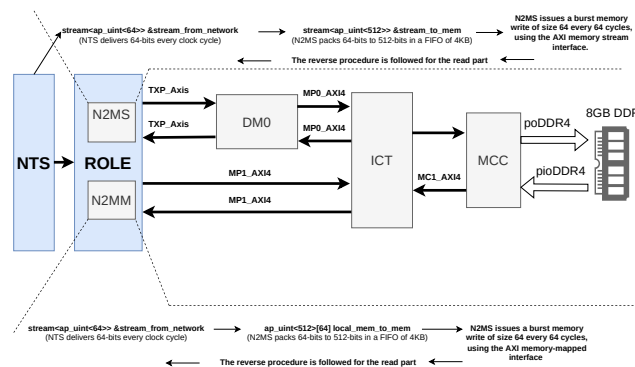 stream<ap_uint<64>> &stream_from_network
(NTS delivers 64-bits every clock cycle)
stream<ap_uint<512>> &stream_to_mem
(N2MS packs 64-bits to 512-bits in a FIFO of 4KB)
N2MS issues a burst memory
write of size 64 every 64 cycles,
using the AXI memory stream
interface.
The reverse procedure is followed for the read part
NTS
ROLE
N2MS
N2MM
TXP_Axis
TXP_Axis
DM0
MP0_AXI4
MP0_AXI4
MP1_AXI4
MP1_AXI4
ICT
MC1_AXI4
MCC
poDDR4
pioDDR4
8GB DDR
stream<ap_uint<64>> &stream_from_network
(NTS delivers 64-bits every clock cycle)
ap_uint<512>[64] local_mem_to_mem
(N2MS packs 64-bits to 512-bits in a FIFO of 4KB)
N2MS issues a burst memory
write of size 64 every 64 cycles,
using the AXI memory-mapped
interface
The reverse procedure is followed for the read part